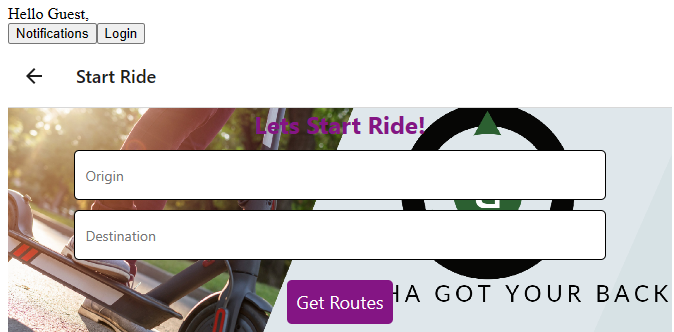 Hello Guest,
Notifications Login
Start Ride
Lets Start Ride!
Origin
Destination
Get Routes
HA GOT YOUR BACK